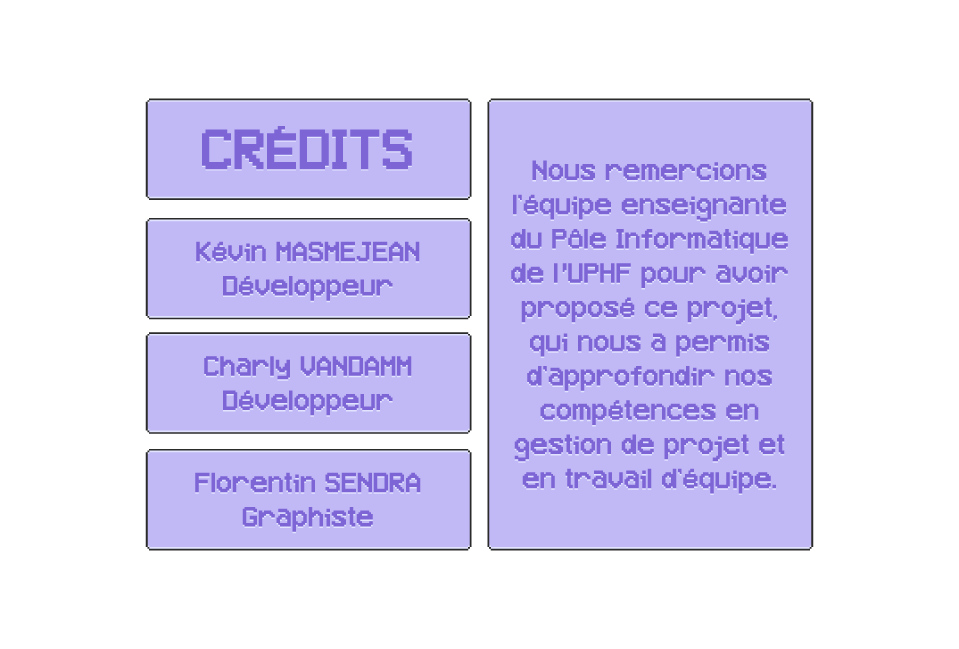 CRÉDITS
Kévin MASMEJEAN
Développeur
Charly VANDAMM
Développeur
Florentin SENDRA
Graphiste
Nous remercions
l'équipe enseignante
du Pôle Informatique
de l'UPHF pour avoir
proposé ce projet,
qui nous a permis
d'approfondir nos
compétences en
gestion de projet et
en travail d'équipe.